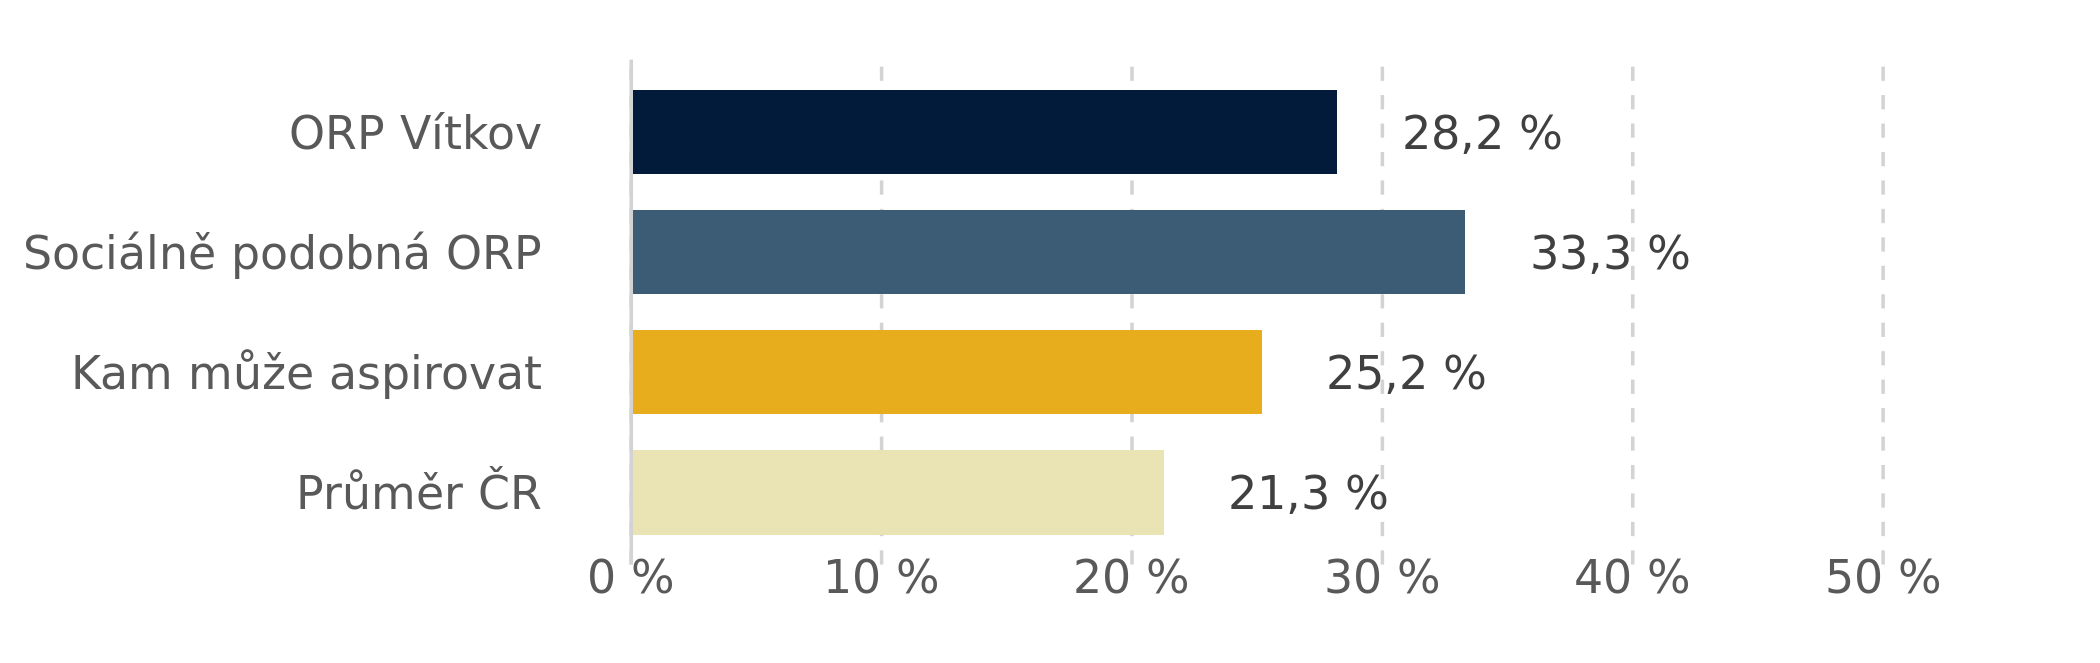 ORP Vítkov 28,2 %
Sociálně podobná ORP 33,3 %
Kam může aspirovat 25,2 %
Průměr ČR 21,3 %
0 % 10 % 20 % 30 % 40 % 50 %